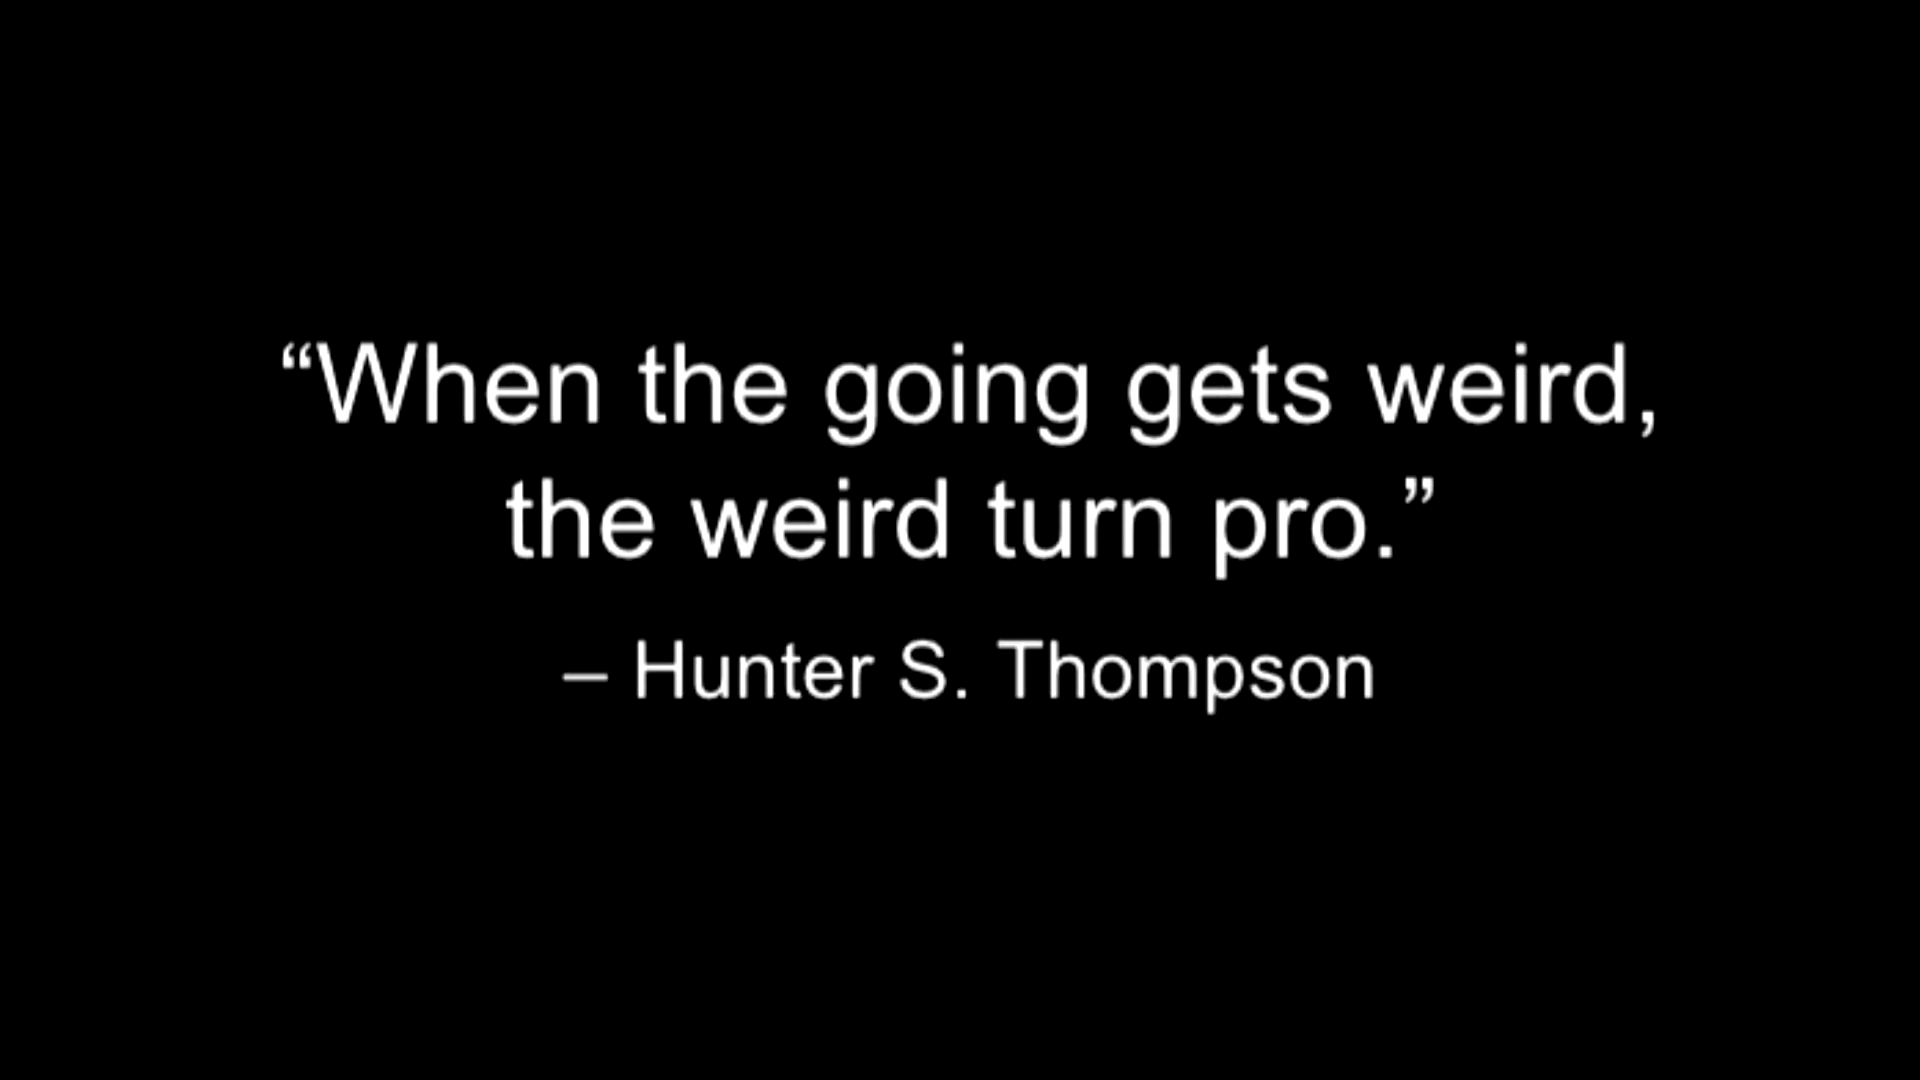 “When the going gets weird,
the weird turn pro.”
– Hunter S. Thompson